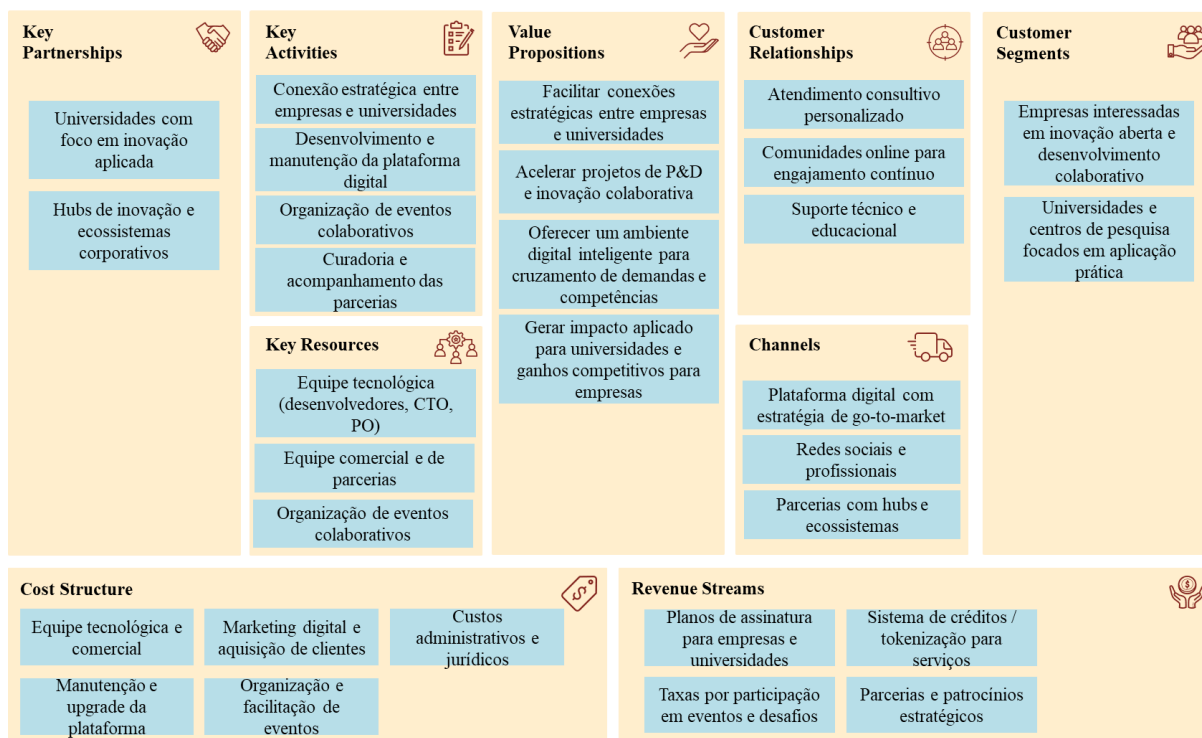 Key
Partnerships
Universidades com
foco em inovação
aplicada
Hubs de inovação e
ecossistemas
corporativos
Key
Activities
Conexão estratégica entre
empresas e universidades
Desenvolvimento e
manutenção da plataforma
digital
Organização de eventos
colaborativos
Curadoria e
acompanhamento das
parcerias
Key Resources
Equipe tecnológica
(desenvolvedores, CTO,
PO)
Equipe comercial e de
parcerias
Organização de eventos
colaborativos
Value
Propositions
Facilitar conexões
estratégicas entre empresas
e universidades
Acelerar projetos de P&D
e inovação colaborativa
Oferecer um ambiente
digital inteligente para
cruzamento de demandas e
competências
Gerar impacto aplicado
para universidades e
ganhos competitivos para
empresas
Customer
Relationships
Atendimento consultivo
personalizado
Comunidades online para
engajamento contínuo
Suporte técnico e
educacional
Channels
Plataforma digital com
estratégia de go-to-market
Redes sociais e
profissionais
Parcerias com hubs e
ecossistemas
Customer
Segments
Empresas interessadas
em inovação aberta e
desenvolvimento
colaborativo
Universidades e
centros de pesquisa
focados em aplicação
prática
Cost Structure
Equipe tecnológica e
comercial
Marketing digital e
aquisição de clientes
Custos
administrativos e
jurídicos
Manutenção e
upgrade da
plataforma
Organização e
facilitação de
eventos
Revenue Streams
Planos de assinatura
para empresas e
universidades
Sistema de créditos /
tokenização para
serviços
Taxas por participação
em eventos e desafios
Parcerias e patrocínios
estratégicos